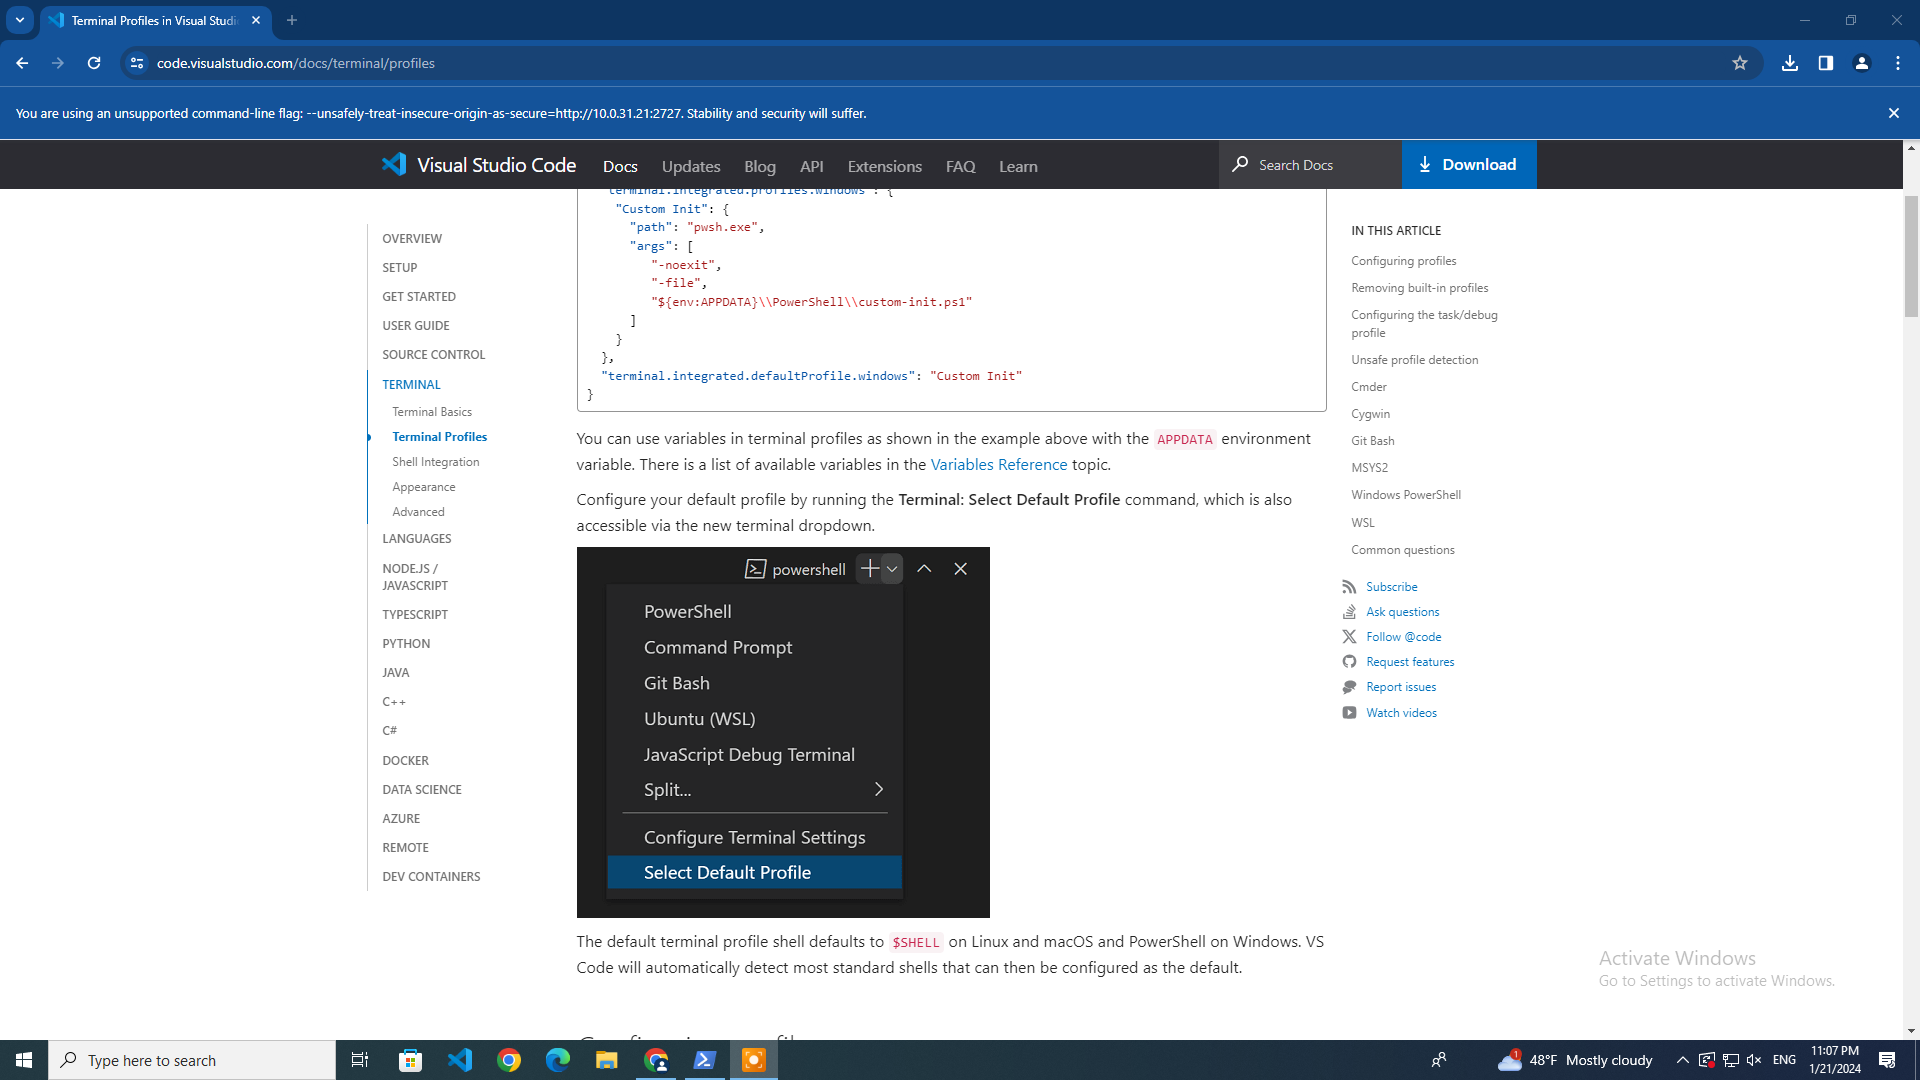 Terminal Profiles in Visual Studi
code.visualstudio.com/docs/terminal/profiles
You are using an unsupported command-line flag: --unsafely-treat-insecure-origin-as-secure=http://10.0.31.21:2727. Stability and security will suffer.
Visual Studio Code
Docs
Updates
Blog
API
Extensions
FAQ
Learn
Search Docs
Download
OVERVIEW
SETUP
GET STARTED
USER GUIDE
SOURCE CONTROL
TERMINAL
Terminal Basics
Terminal Profiles
Shell Integration
Appearance
Advanced
LANGUAGES
NODE.JS /
JAVASCRIPT
TYPESCRIPT
PYTHON
JAVA
C++
C#
DOCKER
DATA SCIENCE
AZURE
REMOTE
DEV CONTAINERS
"terminal.integrated.profiles.windows": {
"Custom Init": {
"path": "pwsh.exe",
"args": [
"-noexit",
"-file",
"${env:APPDATA}\\PowerShell\\custom-init.ps1"
]
}
},
"terminal.integrated.defaultProfile.windows": "Custom Init"
}
You can use variables in terminal profiles as shown in the example above with the APPDATA environment
variable. There is a list of available variables in the Variables Reference topic.
Configure your default profile by running the Terminal: Select Default Profile command, which is also
accessible via the new terminal dropdown.
powershell
PowerShell
Command Prompt
Git Bash
Ubuntu (WSL)
JavaScript Debug Terminal
Split...
Configure Terminal Settings
Select Default Profile
The default terminal profile shell defaults to $SHELL on Linux and macOS and PowerShell on Windows. VS
Code will automatically detect most standard shells that can then be configured as the default.
IN THIS ARTICLE
Configuring profiles
Removing built-in profiles
Configuring the task/debug
profile
Unsafe profile detection
Cmder
Cygwin
Git Bash
MSYS2
Windows PowerShell
WSL
Common questions
Subscribe
Ask questions
Follow @code
Request features
Report issues
Watch videos
Activate Windows
Go to Settings to activate Windows.
Type here to search
1
48°F Mostly cloudy
ENG
11:07 PM
1/21/2024